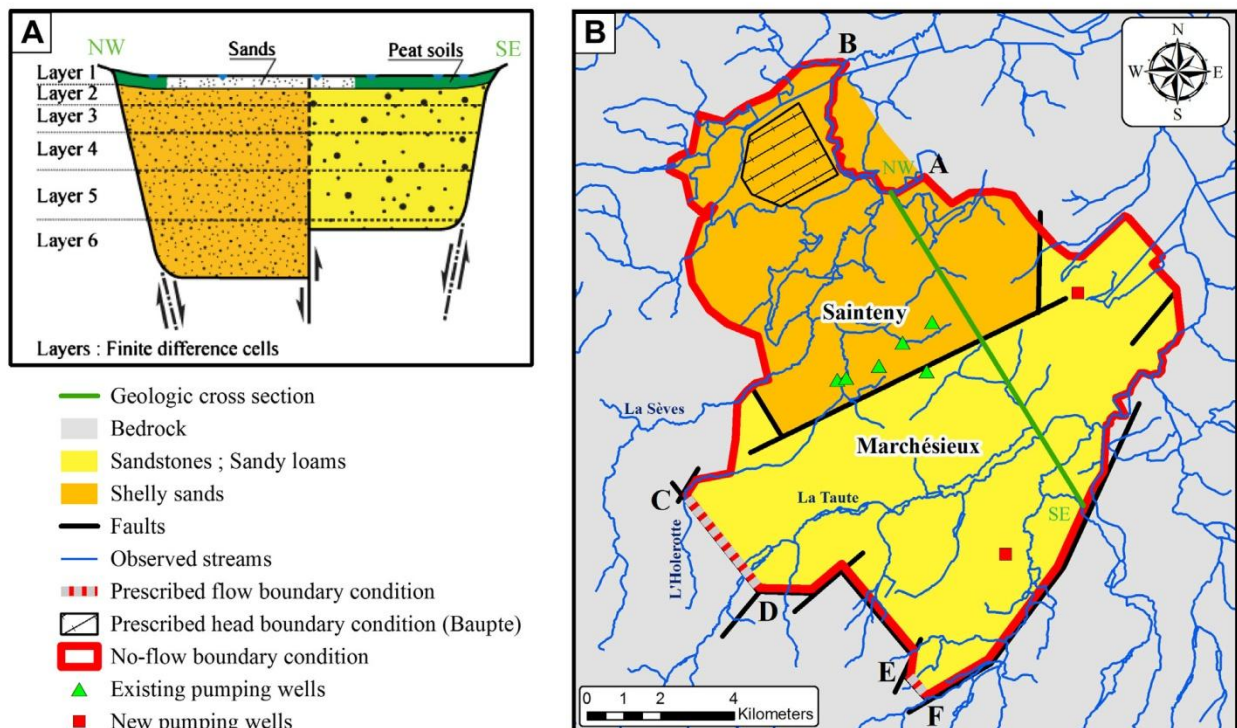 A
NW
Sands
Peat soils
SE
Layer 1
Layer 2
Layer 3
Layer 4
Layer 5
Layer 6
Layers : Finite difference cells
Geologic cross section
Bedrock
Sandstones ; Sandy loams
Shelly sands
Faults
Observed streams
Prescribed flow boundary condition
Prescribed head boundary condition (Baupte)
No-flow boundary condition
Existing pumping wells
New pumping wells
B
N
W E
S
B
A
NW
Sainteny
La Sèves
Marchésieux
C
La Taute
SE
L'Holerotte
D
E
F
0 1 2 4
Kilometers